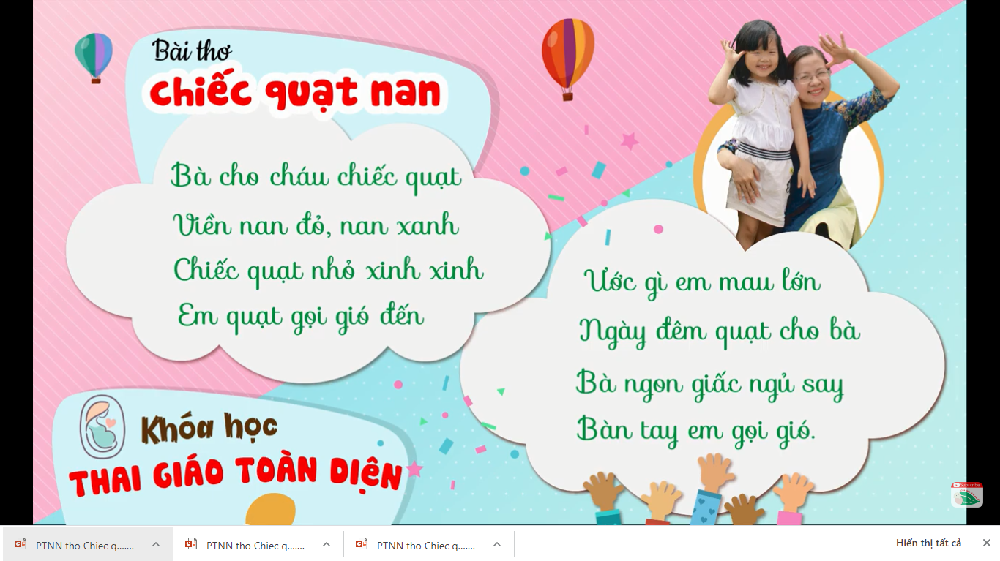 Bài thơ
chiếc quạt nan
Bà cho cháu chiếc quạt
Viền nan đỏ, nan xanh
Chiếc quạt nhỏ xinh xinh
Em quạt gọi gió đến
Ước gì em mau lớn
Ngày đêm quạt cho bà
Bà ngon giấc ngủ say
Bàn tay em gọi gió.
Khóa học
THAI GIÁO TOÀN DIỆN
Subscribe
PTNN tho Chiec q....... PTNN tho Chiec q....... PTNN tho Chiec q....... Hiển thị tất cả